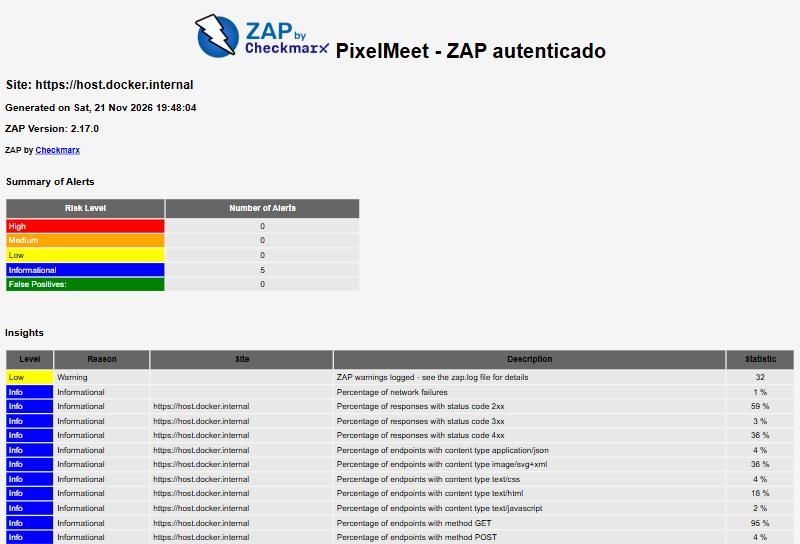 ZAP by
Checkmarx PixelMeet - ZAP autenticado
Site: https://host.docker.internal
Generated on Sat, 21 Nov 2026 19:48:04
ZAP Version: 2.17.0
ZAP by Checkmarx
Summary of Alerts
Risk Level Number of Alerts
High 0
Medium 0
Low 0
Informational 5
False Positives: 0
Insights
Level Reason Site Description Statistic
Low Warning ZAP warnings logged - see the zap.log file for details 32
Info Informational Percentage of network failures 1 %
Info Informational https://host.docker.internal Percentage of responses with status code 2xx 59 %
Info Informational https://host.docker.internal Percentage of responses with status code 3xx 3 %
Info Informational https://host.docker.internal Percentage of responses with status code 4xx 36 %
Info Informational https://host.docker.internal Percentage of endpoints with content type application/json 4 %
Info Informational https://host.docker.internal Percentage of endpoints with content type image/svg+xml 36 %
Info Informational https://host.docker.internal Percentage of endpoints with content type text/css 4 %
Info Informational https://host.docker.internal Percentage of endpoints with content type text/html 18 %
Info Informational https://host.docker.internal Percentage of endpoints with content type text/javascript 2 %
Info Informational https://host.docker.internal Percentage of endpoints with method GET 95 %
Info Informational https://host.docker.internal Percentage of endpoints with method POST 4 %